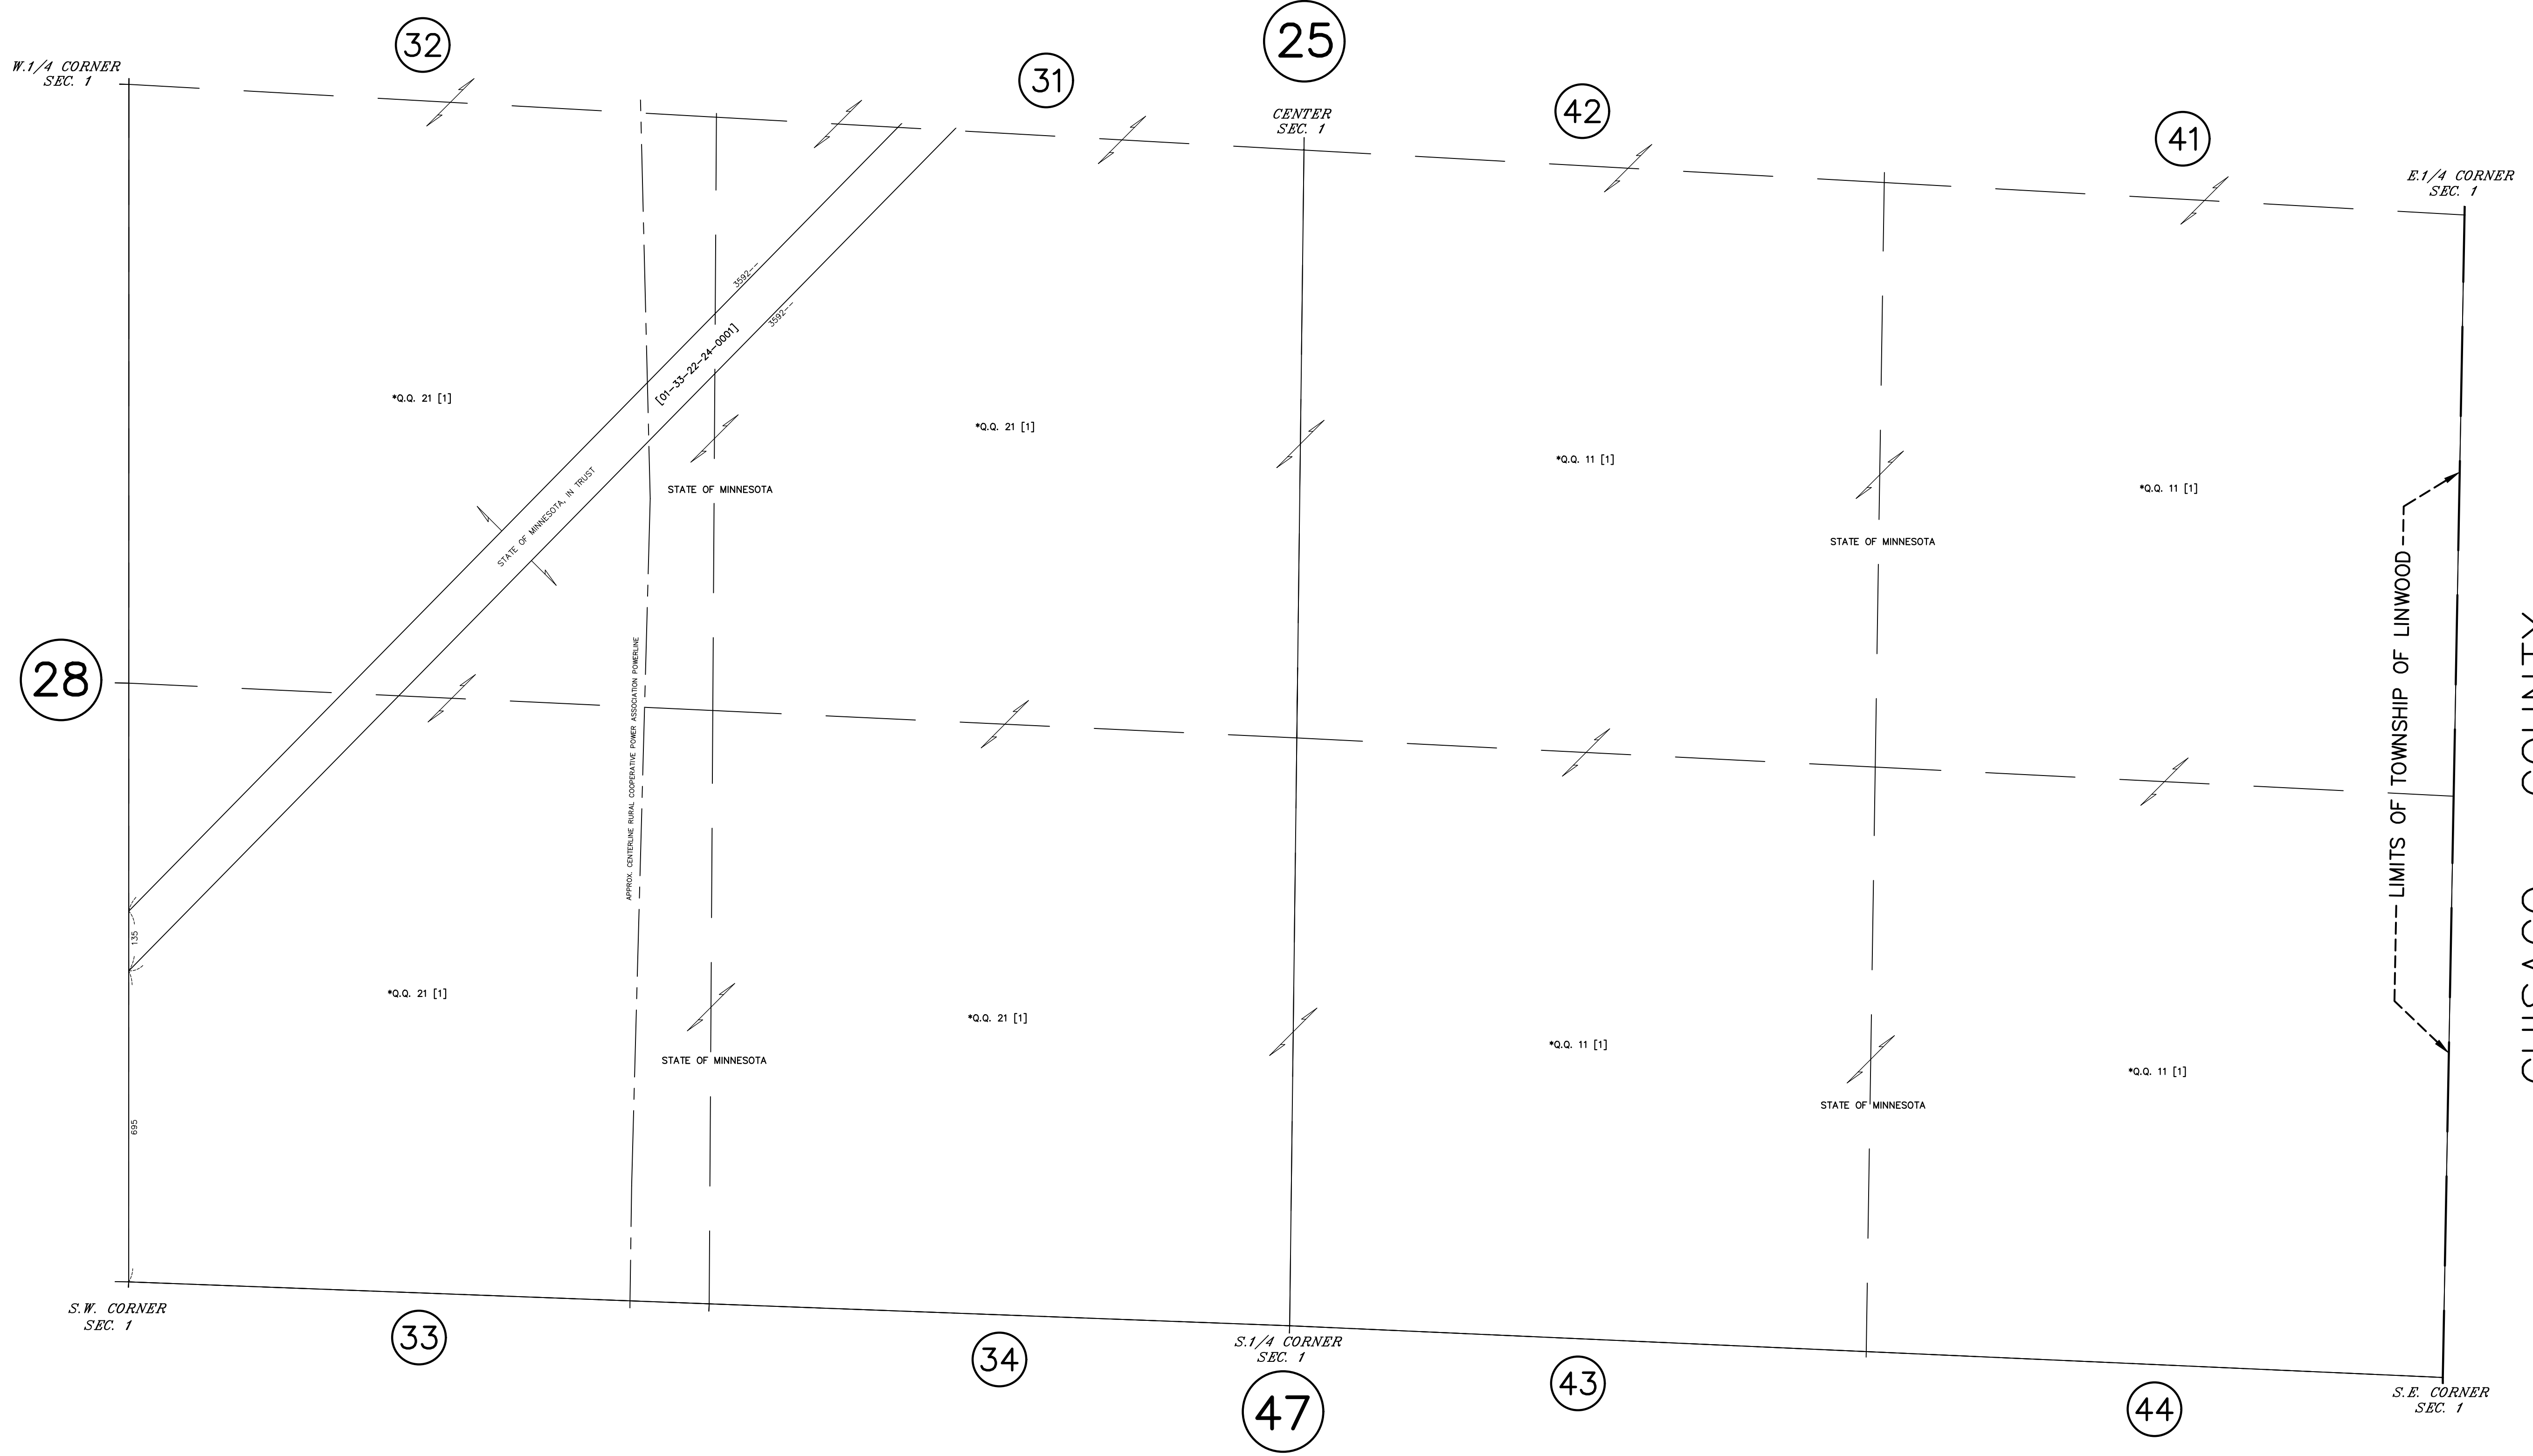 32
25
W.1/4 CORNER
SEC. 1
31
CENTER
SEC. 1
42
41
E.1/4 CORNER
SEC. 1
3592--
3592--
[01-33-22-24-0001]
*Q.Q. 21 [1]
*Q.Q. 21 [1]
*Q.Q. 11 [1]
*Q.Q. 11 [1]
STATE OF MINNESOTA
STATE OF MINNESOTA, IN TRUST
STATE OF MINNESOTA
28
APPROX. CENTERLINE RURAL COOPERATIVE POWER ASSOCIATION POWERLINE
LIMITS OF TOWNSHIP OF LINWOOD
CHISAGO COUNTY
135
*Q.Q. 21 [1]
*Q.Q. 21 [1]
*Q.Q. 11 [1]
*Q.Q. 11 [1]
STATE OF MINNESOTA
STATE OF MINNESOTA
695
S.W. CORNER
SEC. 1
33
34
S.1/4 CORNER
SEC. 1
47
43
44
S.E. CORNER
SEC. 1